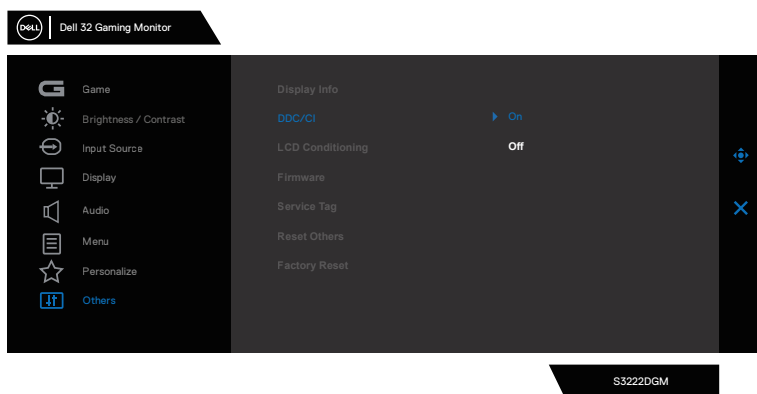 DELL
Dell 32 Gaming Monitor
Game
Brightness / Contrast
Input Source
Display
Audio
Menu
Personalize
Others
Display Info
DDC/CI
On
LCD Conditioning
Off
Firmware
Service Tag
Reset Others
Factory Reset
S3222DGM